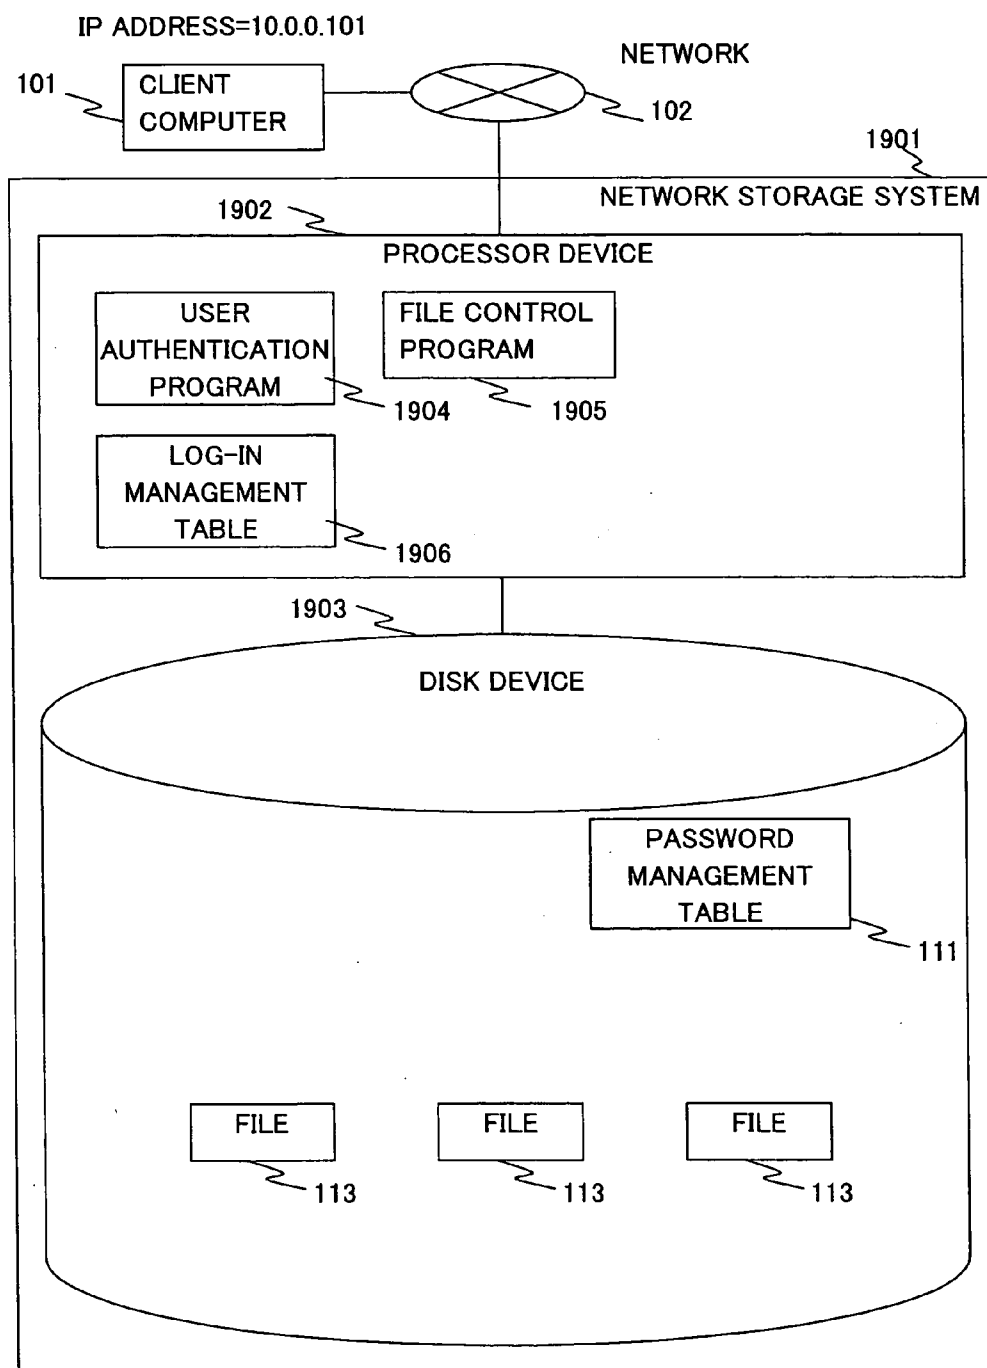 IP ADDRESS=10.0.0.101
NETWORK
101
CLIENT
COMPUTER
102
1901
NETWORK STORAGE SYSTEM
1902
PROCESSOR DEVICE
USER
AUTHENTICATION
PROGRAM
1904
FILE CONTROL
PROGRAM
1905
LOG-IN
MANAGEMENT
TABLE
1906
1903
DISK DEVICE
PASSWORD
MANAGEMENT
TABLE
111
FILE
113
FILE
113
FILE
113